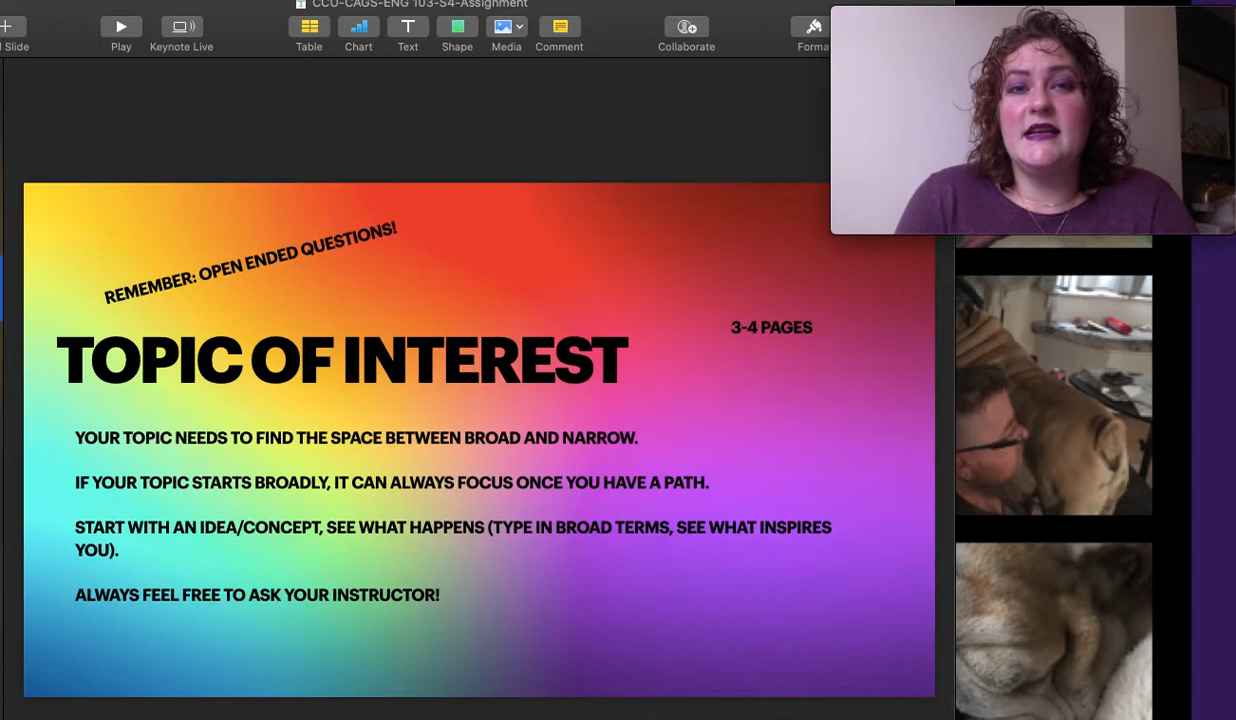 CCU-CAGS-ENG 103-S4-Assignment
Slide
Play
Keynote Live
Table
Chart
Text
Shape
Media
Comment
Collaborate
REMEMBER: OPEN ENDED QUESTIONS!
3-4 PAGES
TOPIC OF INTEREST
YOUR TOPIC NEEDS TO FIND THE SPACE BETWEEN BROAD AND NARROW.
IF YOUR TOPIC STARTS BROADLY, IT CAN ALWAYS FOCUS ONCE YOU HAVE A PATH.
START WITH AN IDEA/CONCEPT, SEE WHAT HAPPENS (TYPE IN BROAD TERMS, SEE WHAT INSPIRES
YOU).
ALWAYS FEEL FREE TO ASK YOUR INSTRUCTOR!